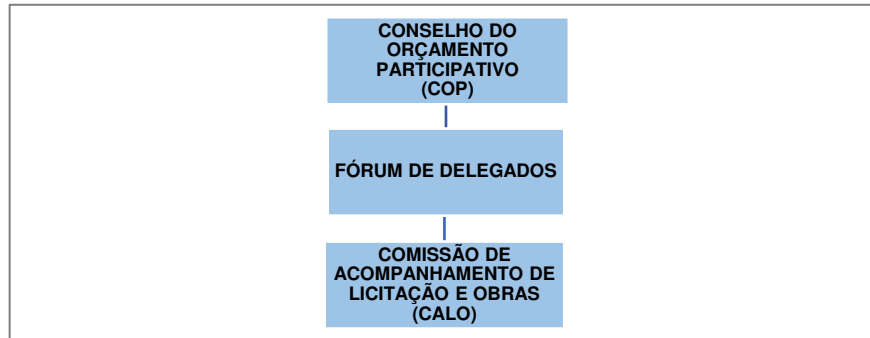 CONSELHO DO
ORÇAMENTO
PARTICIPATIVO
(COP)
FÓRUM DE DELEGADOS
COMISSÃO DE
ACOMPANHAMENTO DE
LICITAÇÃO E OBRAS
(CALO)